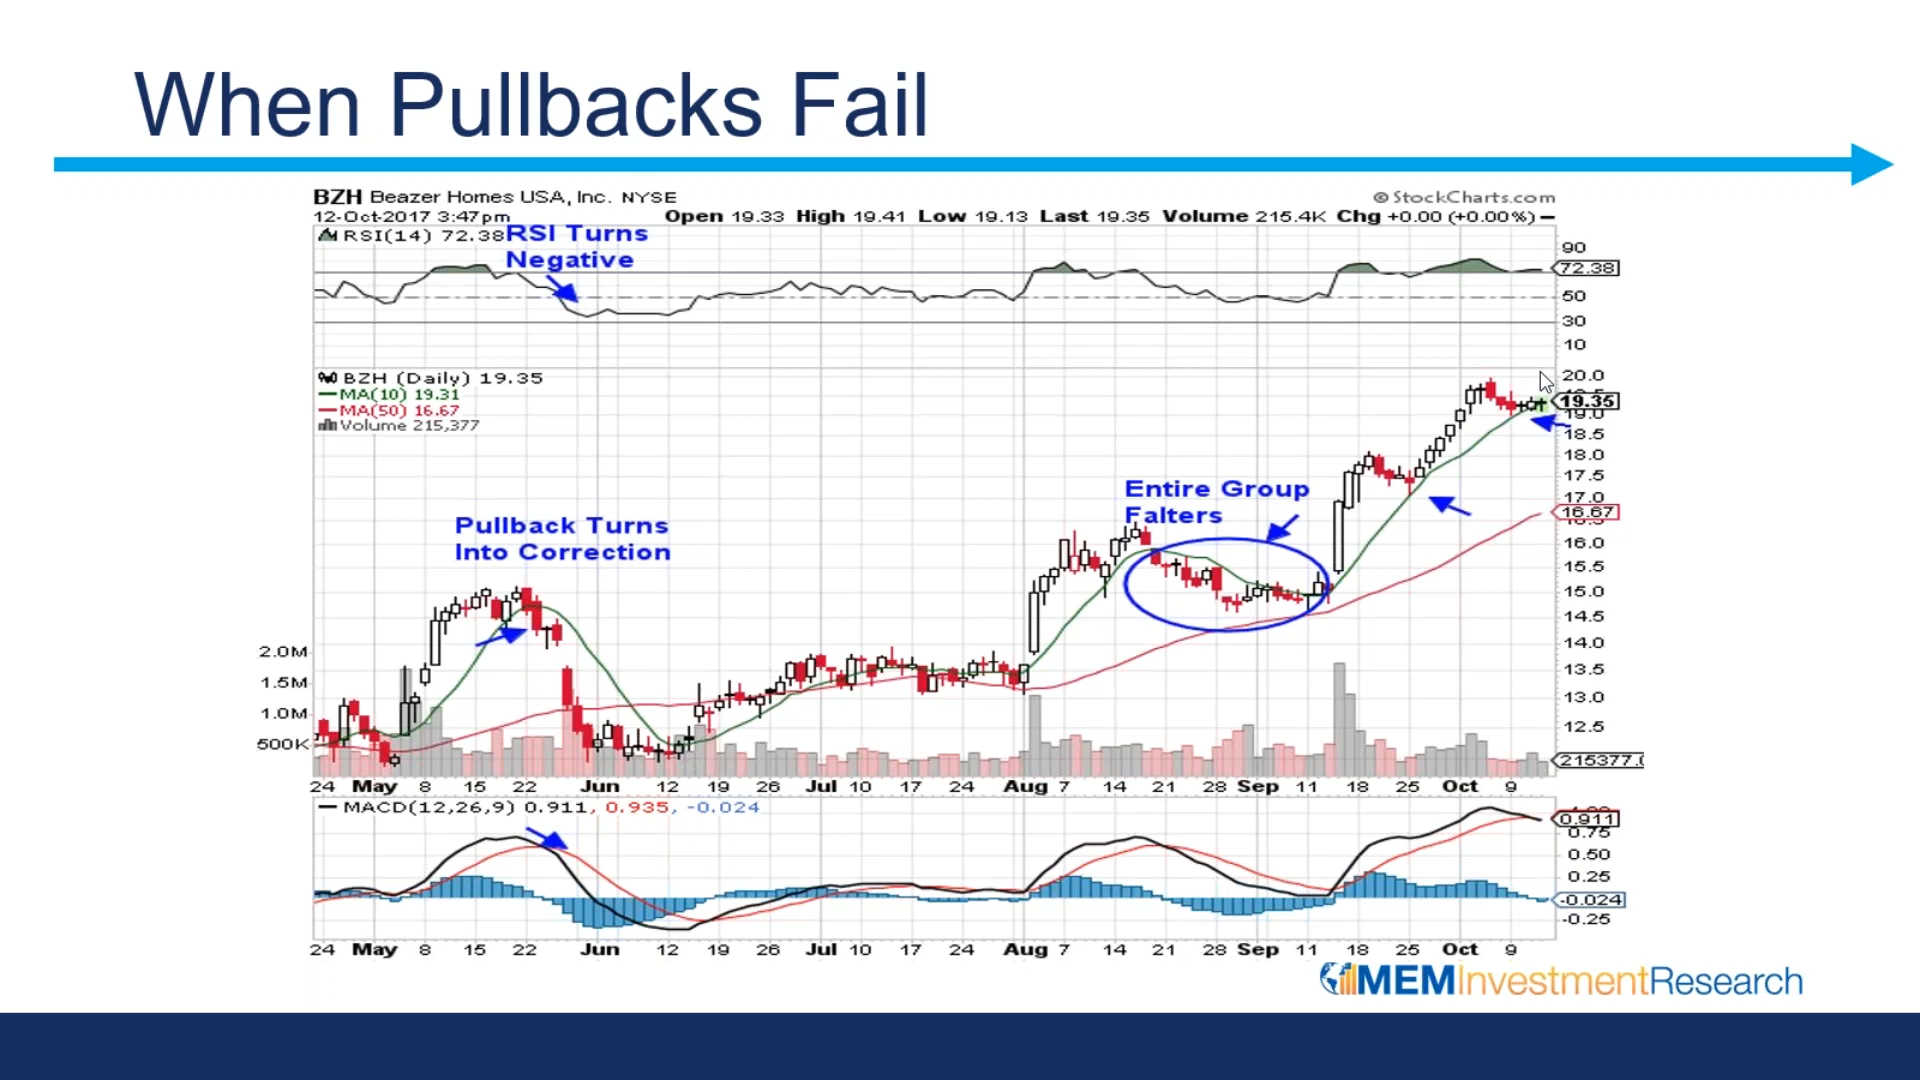 When Pullbacks Fail
BZH Beazer Homes USA, Inc. NYSE
© StockCharts.com
12-Oct-2017 3:47pm
Open 19.33 High 19.41 Low 19.13 Last 19.35 Volume 215.4K Chg +0.00 (+0.00%)
RSI(14) 72.38
RSI Turns
Negative
90
72.38
50
30
10
BZH (Daily) 19.35
MA(10) 19.31
MA(50) 16.67
Volume 215,377
20.0
19.35
19.0
18.5
18.0
17.5
17.0
16.67
16.0
15.5
15.0
14.5
14.0
13.5
13.0
12.5
215377.0
Entire Group
Falters
Pullback Turns
Into Correction
2.0M
1.5M
1.0M
500K
24 May 8 15 22 Jun 12 19 26 Jul 10 17 24 Aug 7 14 21 28 Sep 11 18 25 Oct 9
MACD(12,26,9) 0.911, 0.935, -0.024
0.911
0.75
0.50
0.25
-0.024
-0.25
24 May 8 15 22 Jun 12 19 26 Jul 10 17 24 Aug 7 14 21 28 Sep 11 18 25 Oct 9
MEMInvestmentResearch